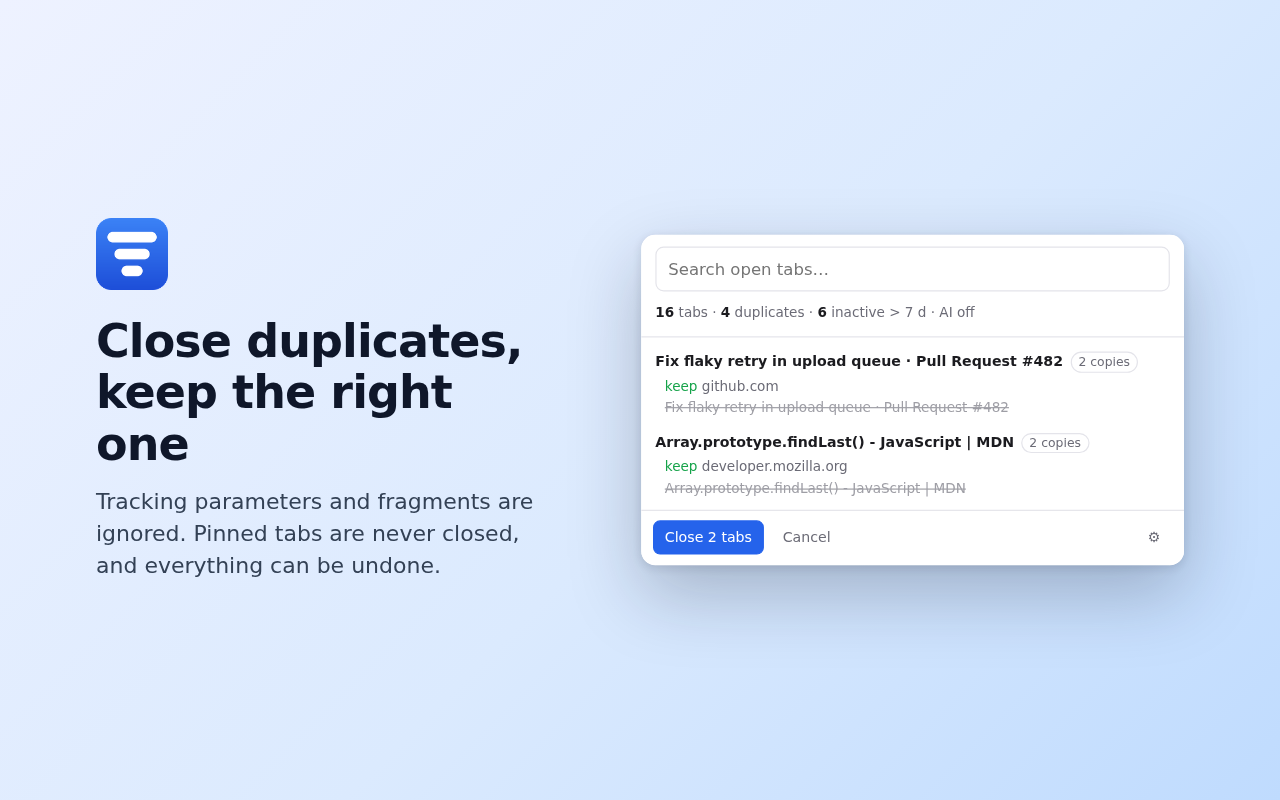 Close duplicates,
keep the right
one
Tracking parameters and fragments are
ignored. Pinned tabs are never closed,
and everything can be undone.
Search open tabs…
16 tabs · 4 duplicates · 6 inactive > 7 d · AI off
Fix flaky retry in upload queue · Pull Request #482 2 copies
keep github.com
Fix flaky retry in upload queue · Pull Request #482
Array.prototype.findLast() - JavaScript | MDN 2 copies
keep developer.mozilla.org
Array.prototype.findLast() - JavaScript | MDN
Close 2 tabs Cancel